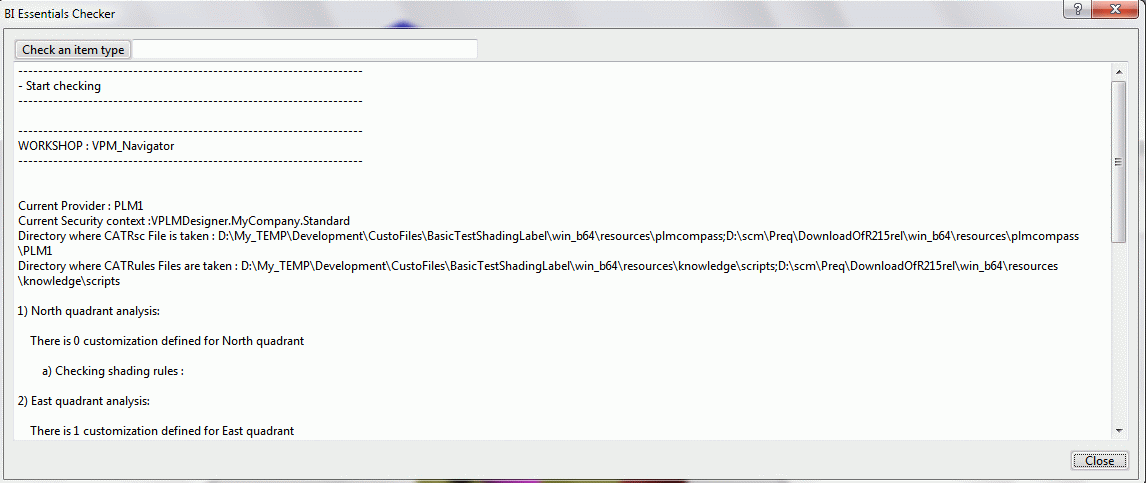 BI Essentials Checker
?
Check an item type
--------------------------------------------------------------------
- Start checking
--------------------------------------------------------------------
--------------------------------------------------------------------
WORKSHOP : VPM_Navigator
--------------------------------------------------------------------
Current Provider : PLM1
Current Security context :VPLMDesigner.MyCompany.Standard
Directory where CATRsc File is taken : D:\My_TEMP\Development\CustoFiles\BasicTestShadingLabel\win_b64\resources\plmcompass;D:\scm\Preq\DownloadOfR215rel\win_b64\resources\plmcompass
\PLM1
Directory where CATRules Files are taken : D:\My_TEMP\Development\CustoFiles\BasicTestShadingLabel\win_b64\resources\knowledge\scripts;D:\scm\Preq\DownloadOfR215rel\win_b64\resources
\knowledge\scripts
1) North quadrant analysis:
There is 0 customization defined for North quadrant
a) Checking shading rules :
2) East quadrant analysis:
There is 1 customization defined for East quadrant
Close